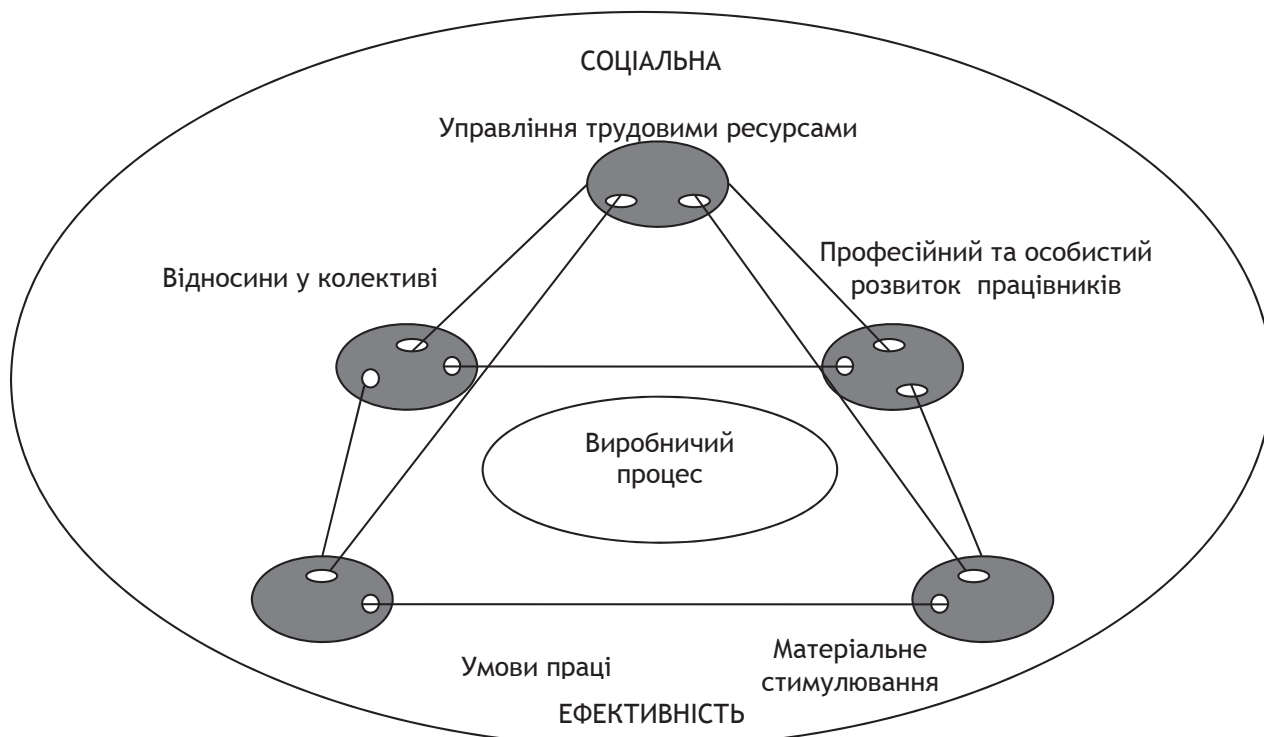 СОЦІАЛЬНА
Управління трудовими ресурсами
Професійний та особистий
розвиток працівників
Відносини у колективі
Виробничий
процес
Умови праці
Матеріальне
стимулювання
ЕФЕКТИВНІСТЬ